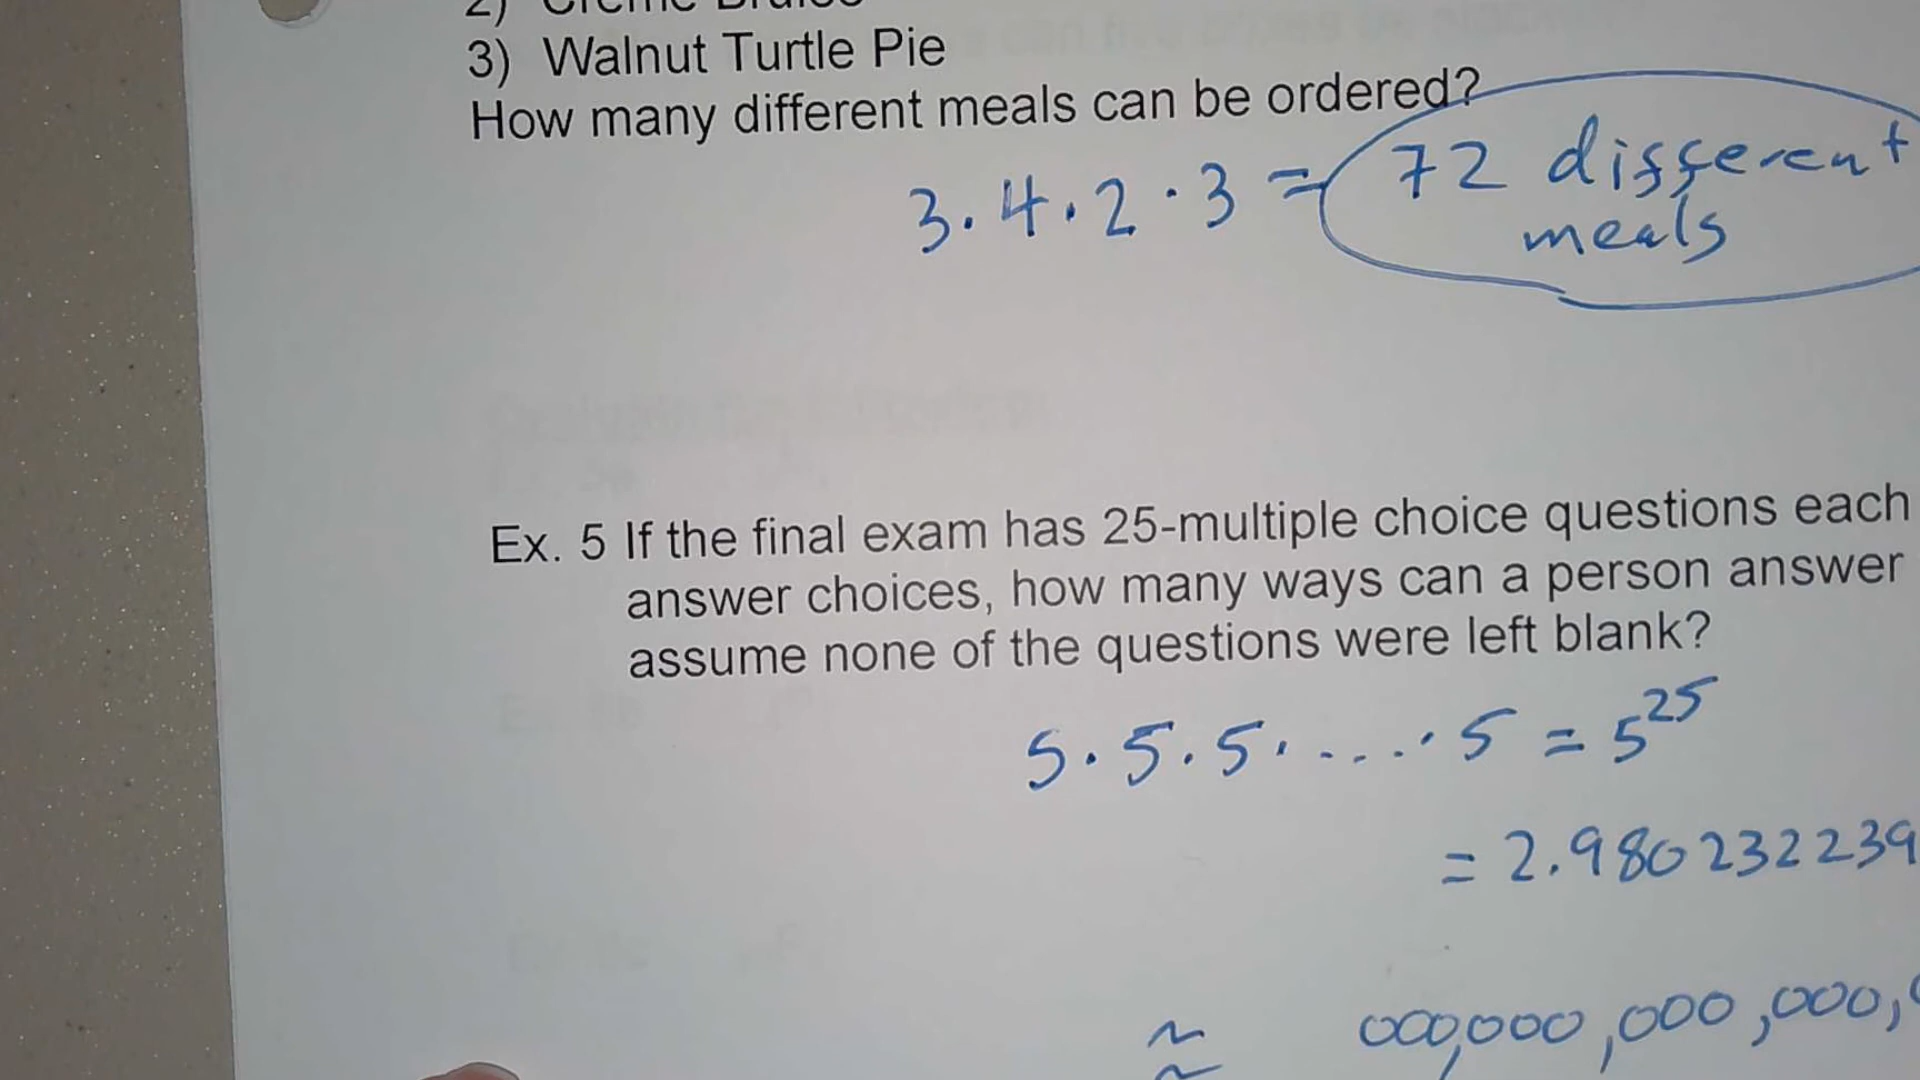 2) Creme Brulee
3) Walnut Turtle Pie
How many different meals can be ordered?
3 . 4 . 2 . 3 = 72 different
meals
Ex. 5 If the final exam has 25-multiple choice questions each
answer choices, how many ways can a person answer
assume none of the questions were left blank?
5 . 5 . 5 . . . . . 5 = 5^25
= 2.980232239
≈ 000,000,000,000,